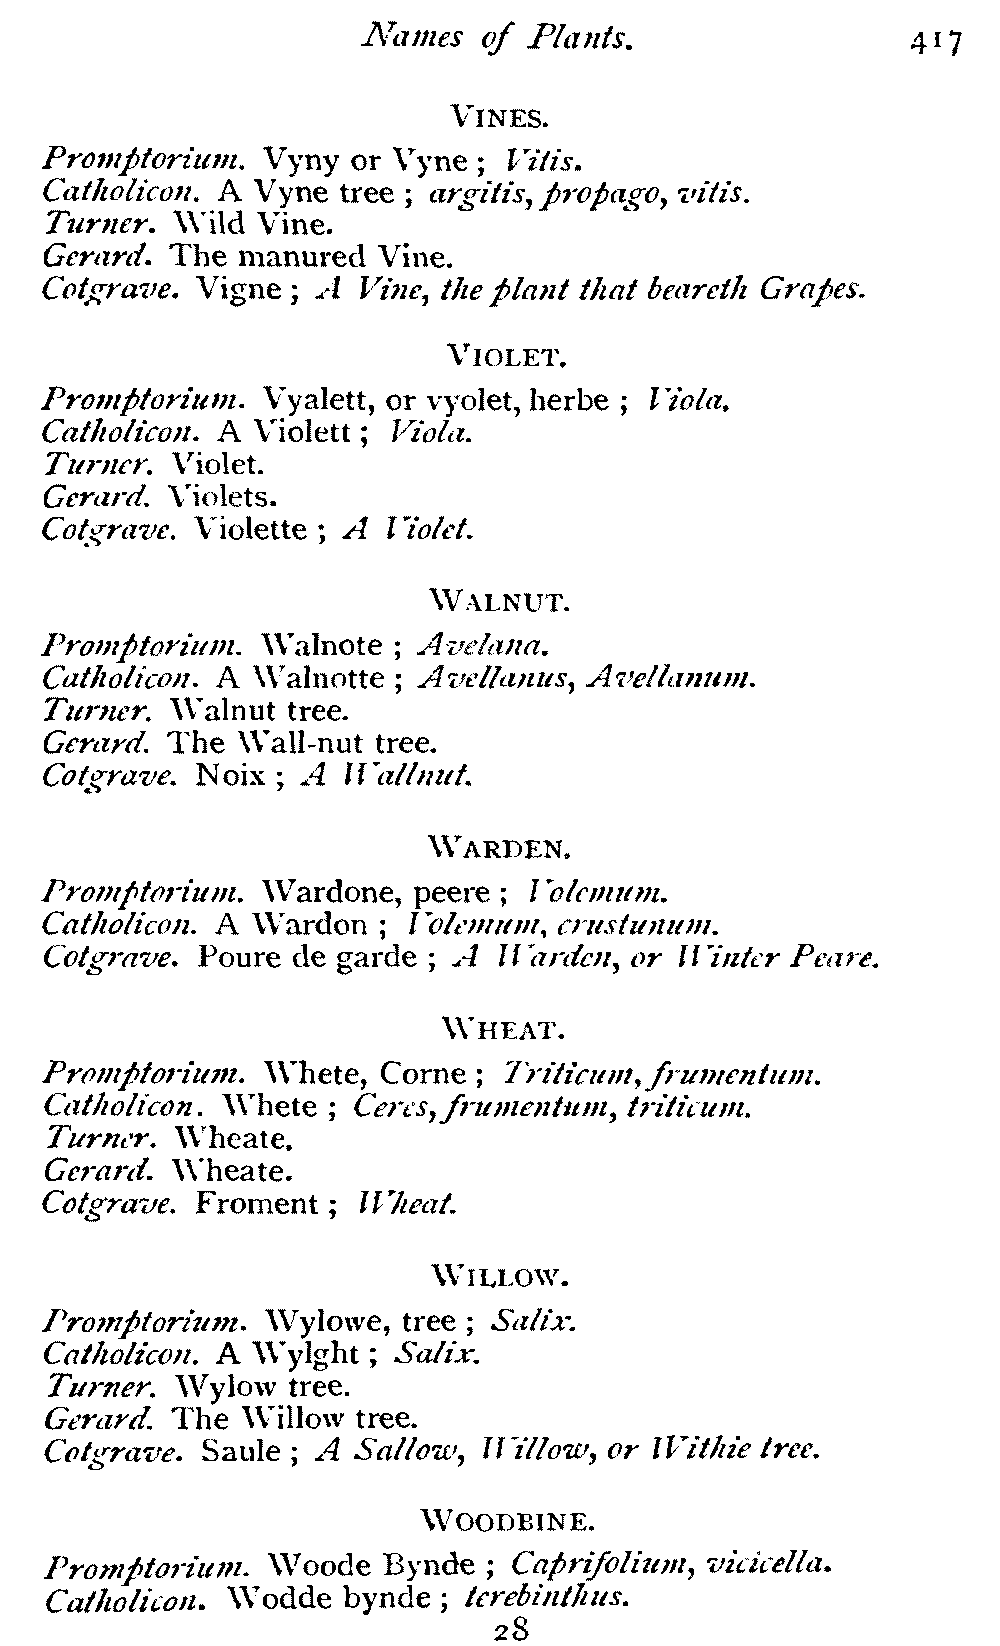 Names of Plants. 417
VINES.
Promptorium. Vyny or Vyne ; Vitis.
Catholicon. A Vyne tree ; argitis, propago, vitis.
Turner. Wild Vine.
Gerard. The manured Vine.
Cotgrave. Vigne ; A Vine, the plant that beareth Grapes.
VIOLET.
Promptorium. Vyalett, or vyolet, herbe ; Viola.
Catholicon. A Violett ; Viola.
Turner. Violet.
Gerard. Violets.
Cotgrave. Violette ; A Violet.
WALNUT.
Promptorium. Walnote ; Avelana.
Catholicon. A Walnotte ; Avellanus, Avellanum.
Turner. Walnut tree.
Gerard. The Wall-nut tree.
Cotgrave. Noix ; A Wallnut.
WARDEN.
Promptorium. Wardone, peere ; Volemum.
Catholicon. A Wardon ; Volemum, crustunum.
Cotgrave. Poure de garde ; A Warden, or Winter Peare.
WHEAT.
Promptorium. Whete, Corne ; Triticum, frumentum.
Catholicon. Whete ; Ceres, frumentum, triticum.
Turner. Wheate.
Gerard. Wheate.
Cotgrave. Froment ; Wheat.
WILLOW.
Promptorium. Wylowe, tree ; Salix.
Catholicon. A Wylght ; Salix.
Turner. Wylow tree.
Gerard. The Willow tree.
Cotgrave. Saule ; A Sallow, Willow, or Withie tree.
WOODBINE.
Promptorium. Woode Bynde ; Caprifolium, vicicella.
Catholicon. Wodde bynde ; terebinthus.
28